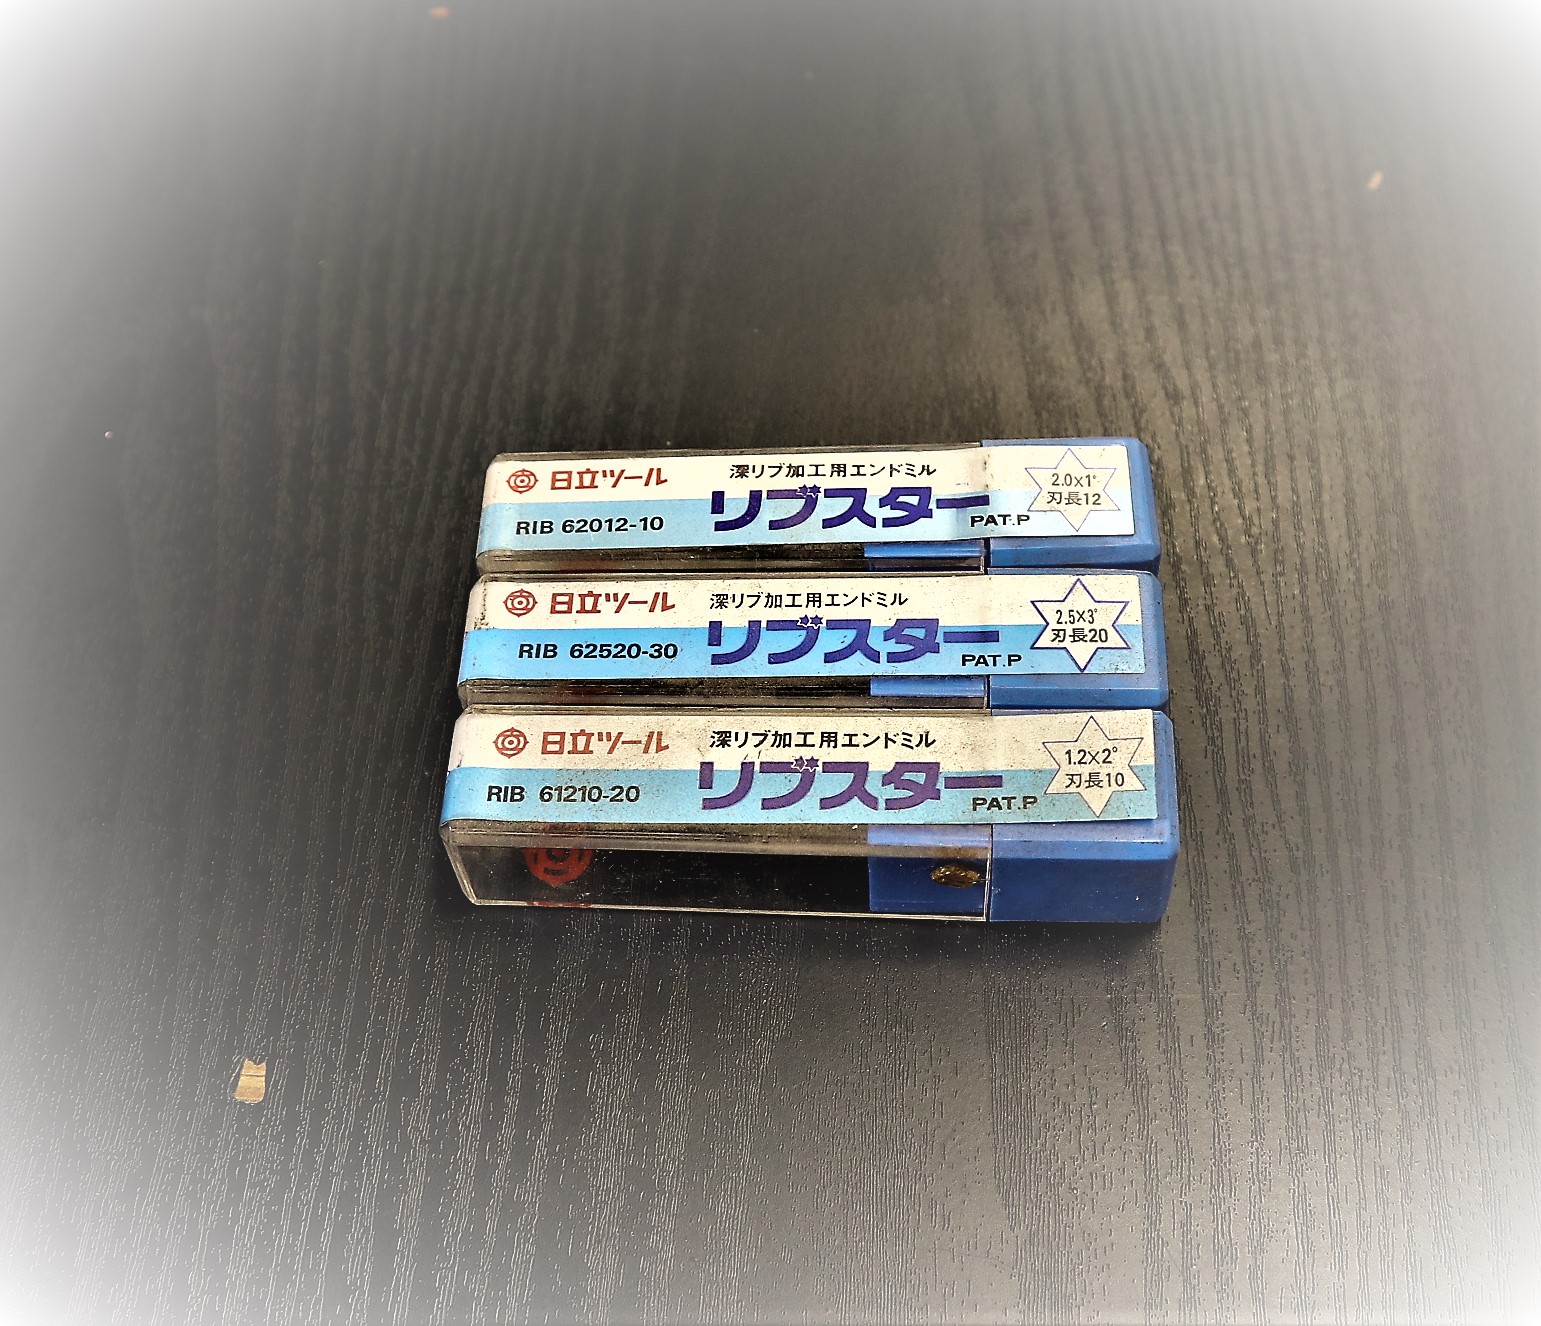 日立ツール
深リブ加工用エンドミル
リブスター
RIB 62012-10
PAT.P
2.0×1°
刃長12
日立ツール
深リブ加工用エンドミル
リブスター
RIB 62520-30
PAT.P
2.5×3°
刃長20
日立ツール
深リブ加工用エンドミル
リブスター
RIB 61210-20
PAT.P
1.2×2°
刃長10